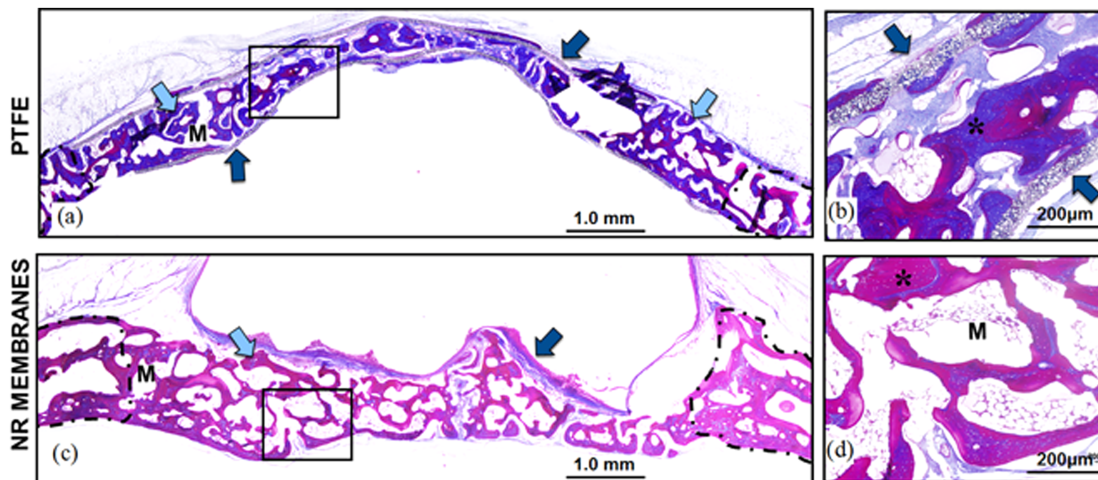 PTFE
M
(a)
1.0 mm
*
(b)
200µm
NR MEMBRANES
M
(c)
1.0 mm
*
M
(d)
200µm